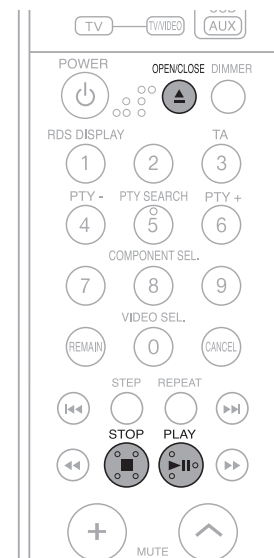 TV TV/VIDEO AUX
POWER OPEN/CLOSE DIMMER
RDS DISPLAY TA
1 2 3
PTY - PTY SEARCH PTY +
4 5 6
COMPONENT SEL.
7 8 9
VIDEO SEL.
REMAIN 0 CANCEL
STEP REPEAT
STOP PLAY
+
MUTE